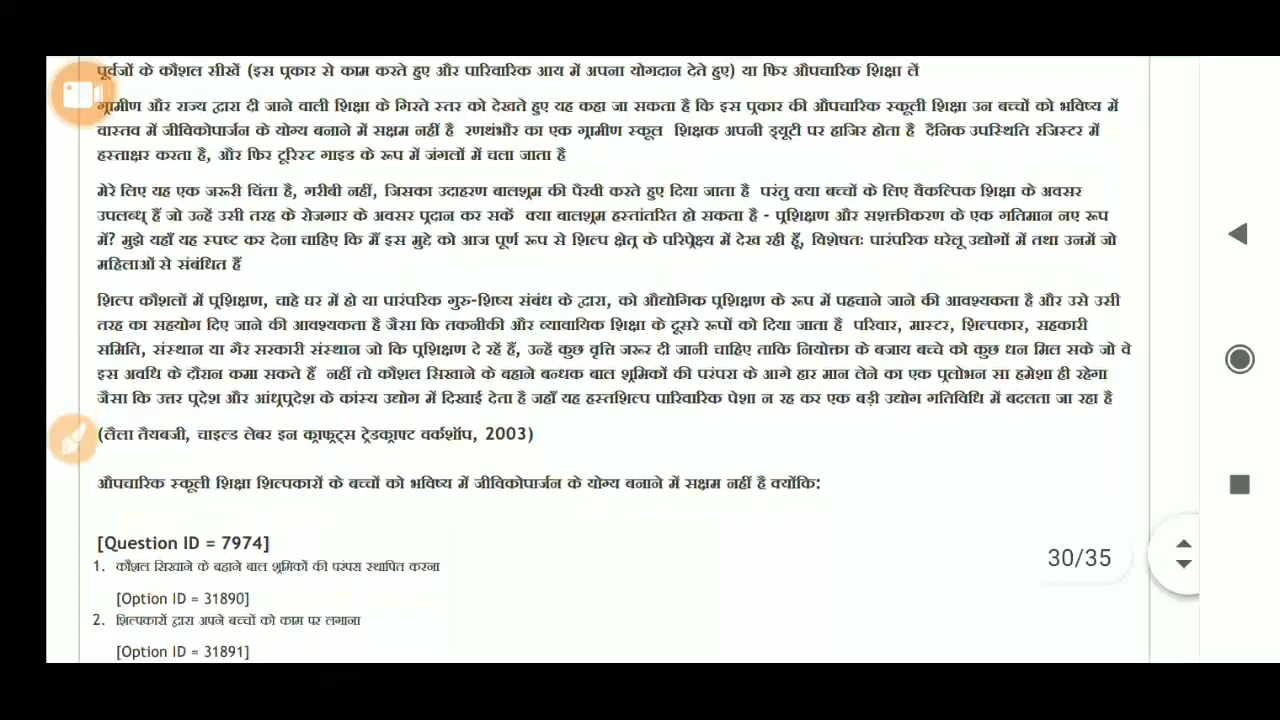 पूर्वजों के कौशल सीखें (इस प्रकार से काम करते हुए और पारिवारिक आय में अपना योगदान देते हुए) या फिर औपचारिक शिक्षा लें
ग्रामीण और राज्य द्वारा दी जाने वाली शिक्षा के गिरते स्तर को देखते हुए यह कहा जा सकता है कि इस प्रकार की औपचारिक स्कूली शिक्षा उन बच्चों को भविष्य में
वास्तव में जीविकोपार्जन के योग्य बनाने में सक्षम नहीं है रणथंभौर का एक ग्रामीण स्कूल शिक्षक अपनी ड्यूटी पर हाजिर होता है दैनिक उपस्थिति रजिस्टर में
हस्ताक्षर करता है, और फिर टूरिस्ट गाइड के रूप में जंगलों में चला जाता है
मेरे लिए यह एक जरूरी चिंता है, गरीबी नहीं, जिसका उदाहरण बालश्रम की पैरवी करते हुए दिया जाता है परंतु क्या बच्चों के लिए वैकल्पिक शिक्षा के अवसर
उपलब्ध् हैं जो उन्हें उसी तरह के रोजगार के अवसर प्रदान कर सकें क्या बालश्रम हस्तांतरित हो सकता है - प्रशिक्षण और सशक्तीकरण के एक गतिमान नए रूप
में? मुझे यहाँ यह स्पष्ट कर देना चाहिए कि मैं इस मुद्दे को आज पूर्ण रूप से शिल्प क्षेत्र के परिप्रेक्ष्य में देख रही हूँ, विशेषतः पारंपरिक घरेलू उद्योगों में तथा उनमें जो
महिलाओं से संबंधित हैं
शिल्प कौशलों में प्रशिक्षण, चाहे घर में हो या पारंपरिक गुरु-शिष्य संबंध के द्वारा, को औद्योगिक प्रशिक्षण के रूप में पहचाने जाने की आवश्यकता है और उसे उसी
तरह का सहयोग दिए जाने की आवश्यकता है जैसा कि तकनीकी और व्यावायिक शिक्षा के दूसरे रूपों को दिया जाता है परिवार, मास्टर, शिल्पकार, सहकारी
समिति, संस्थान या गैर सरकारी संस्थान जो कि प्रशिक्षण दे रहें हैं, उन्हें कुछ वृत्ति जरूर दी जानी चाहिए ताकि नियोक्ता के बजाय बच्चे को कुछ धन मिल सके जो वे
इस अवधि के दौरान कमा सकते हैं नहीं तो कौशल सिखाने के बहाने बन्धक बाल श्रमिकों की परंपरा के आगे हार मान लेने का एक प्रलोभन सा हमेशा ही रहेगा
जैसा कि उत्तर प्रदेश और आंध्रप्रदेश के कांस्य उद्योग में दिखाई देता है जहाँ यह हस्तशिल्प पारिवारिक पेशा न रह कर एक बड़ी उद्योग गतिविधि में बदलता जा रहा है
(लैला तैयबजी, चाइल्ड लेबर इन क्राफ्ट्स ट्रेडक्राफ्ट वर्कशॉप, 2003)
औपचारिक स्कूली शिक्षा शिल्पकारों के बच्चों को भविष्य में जीविकोपार्जन के योग्य बनाने में सक्षम नहीं है क्योंकि:
[Question ID = 7974]
30/35
1. कौशल सिखाने के बहाने बाल श्रमिकों की परंपरा स्थापित करना
[Option ID = 31890]
2. शिल्पकारों द्वारा अपने बच्चों को काम पर लगाना
[Option ID = 31891]